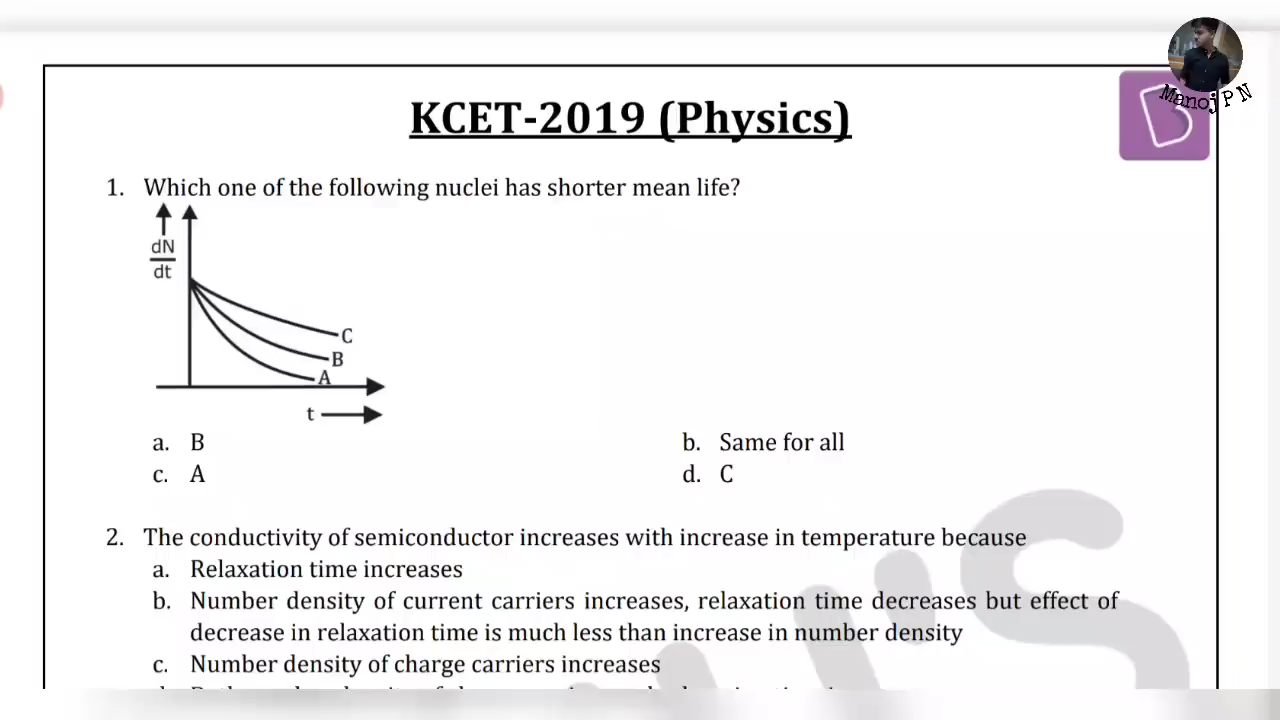 Manoj P N
KCET-2019 (Physics)
1. Which one of the following nuclei has shorter mean life?
dN
dt
C
B
A
t
a. B
b. Same for all
c. A
d. C
2. The conductivity of semiconductor increases with increase in temperature because
a. Relaxation time increases
b. Number density of current carriers increases, relaxation time decreases but effect of
decrease in relaxation time is much less than increase in number density
c. Number density of charge carriers increases